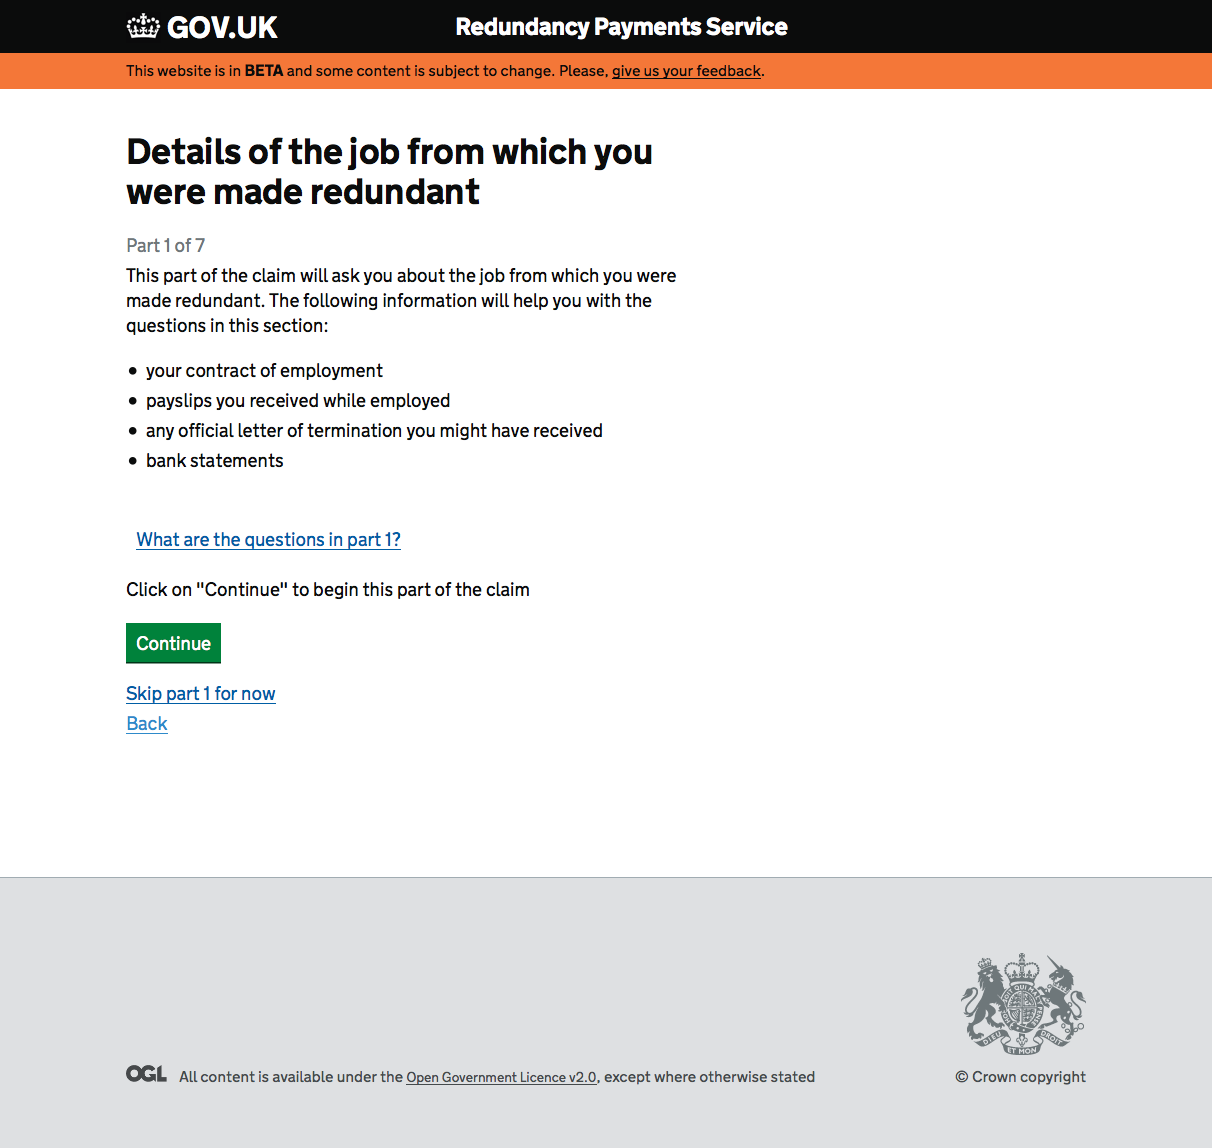 GOV.UK
Redundancy Payments Service
This website is in BETA and some content is subject to change. Please, give us your feedback.
Details of the job from which you
were made redundant
Part 1 of 7
This part of the claim will ask you about the job from which you were
made redundant. The following information will help you with the
questions in this section:
• your contract of employment
• payslips you received while employed
• any official letter of termination you might have received
• bank statements
What are the questions in part 1?
Click on "Continue" to begin this part of the claim
Continue
Skip part 1 for now
Back
DIEU ET MON DROIT
OGL All content is available under the Open Government Licence v2.0, except where otherwise stated
© Crown copyright